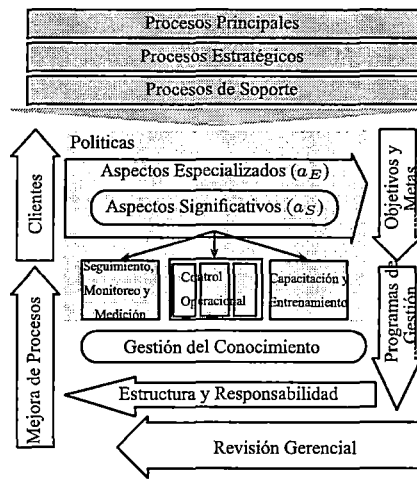 Procesos Principales
Procesos Estratégicos
Procesos de Soporte
Políticas
Aspectos Especializados (a_E)
Aspectos Significativos (a_S)
Clientes
Objetivos y
Metas
Seguimiento,
Monitoreo y
Medición
Control
Operacional
Capacitación y
Entrenamiento
Programas de
Gestión
Gestión del Conocimiento
Mejora de Procesos
Estructura y Responsabilidad
Revisión Gerencial